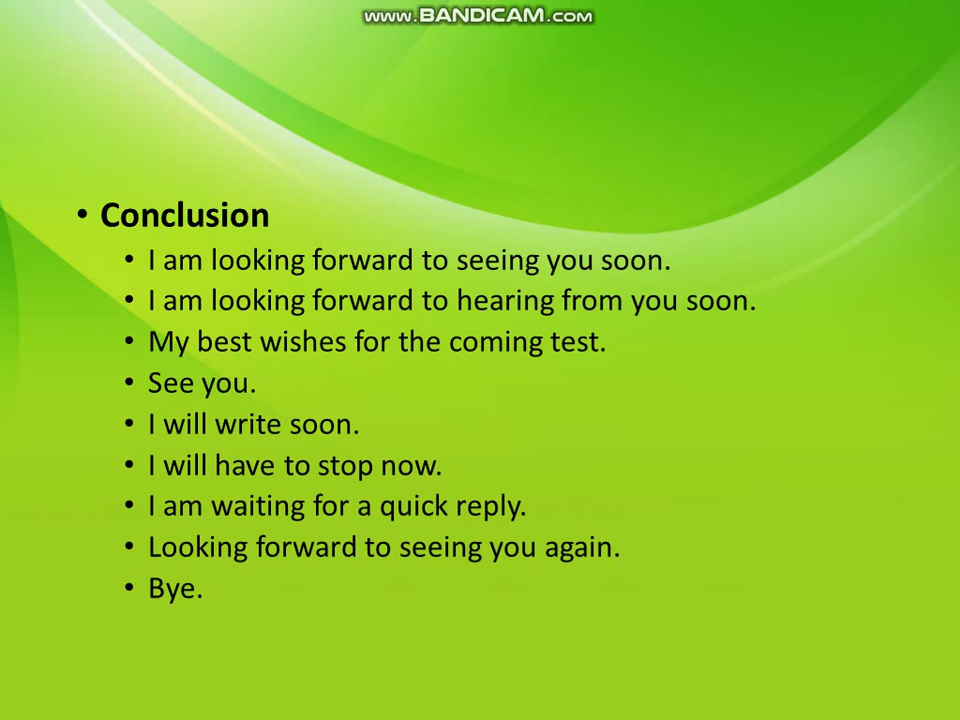 www.BANDICAM.com
• Conclusion
• I am looking forward to seeing you soon.
• I am looking forward to hearing from you soon.
• My best wishes for the coming test.
• See you.
• I will write soon.
• I will have to stop now.
• I am waiting for a quick reply.
• Looking forward to seeing you again.
• Bye.